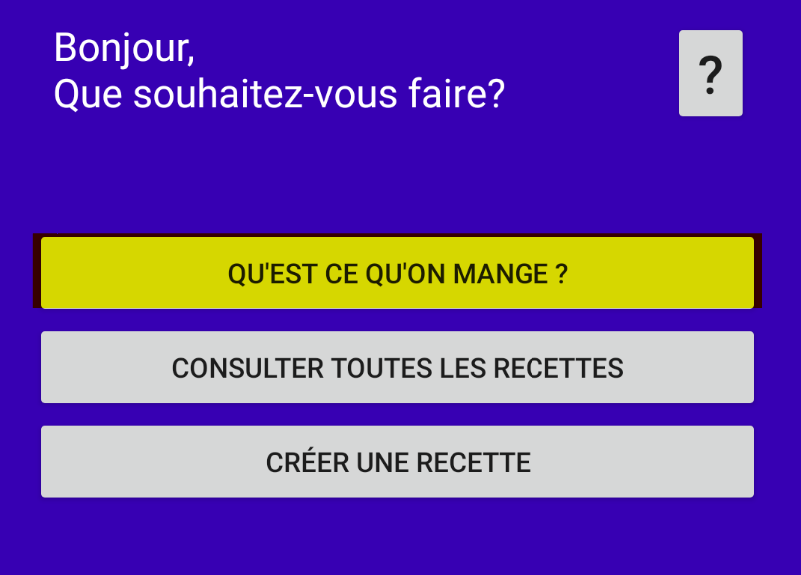 Bonjour,
Que souhaitez-vous faire?
?
QU'EST CE QU'ON MANGE ?
CONSULTER TOUTES LES RECETTES
CRÉER UNE RECETTE